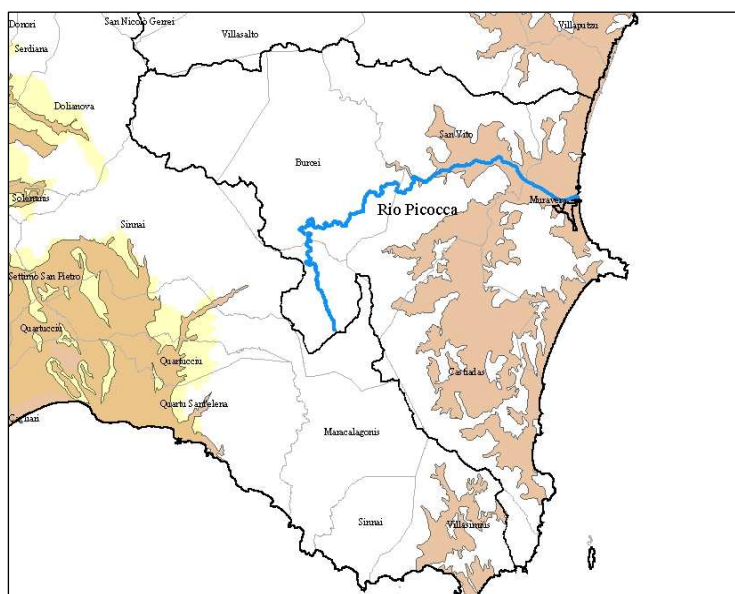 San Nicolò Gerrei
Donori
Villaputzu
Villasalto
Serdiana
Dolianova
San Vito
Burcei
Soleminis
Muravera
Rio Picocca
Sinnai
Settimo San Pietro
Quartucciu
Quartucciu
Castiadas
Quartu Sant'elena
Cagliari
Maracalagonis
Sinnai
Villasimius